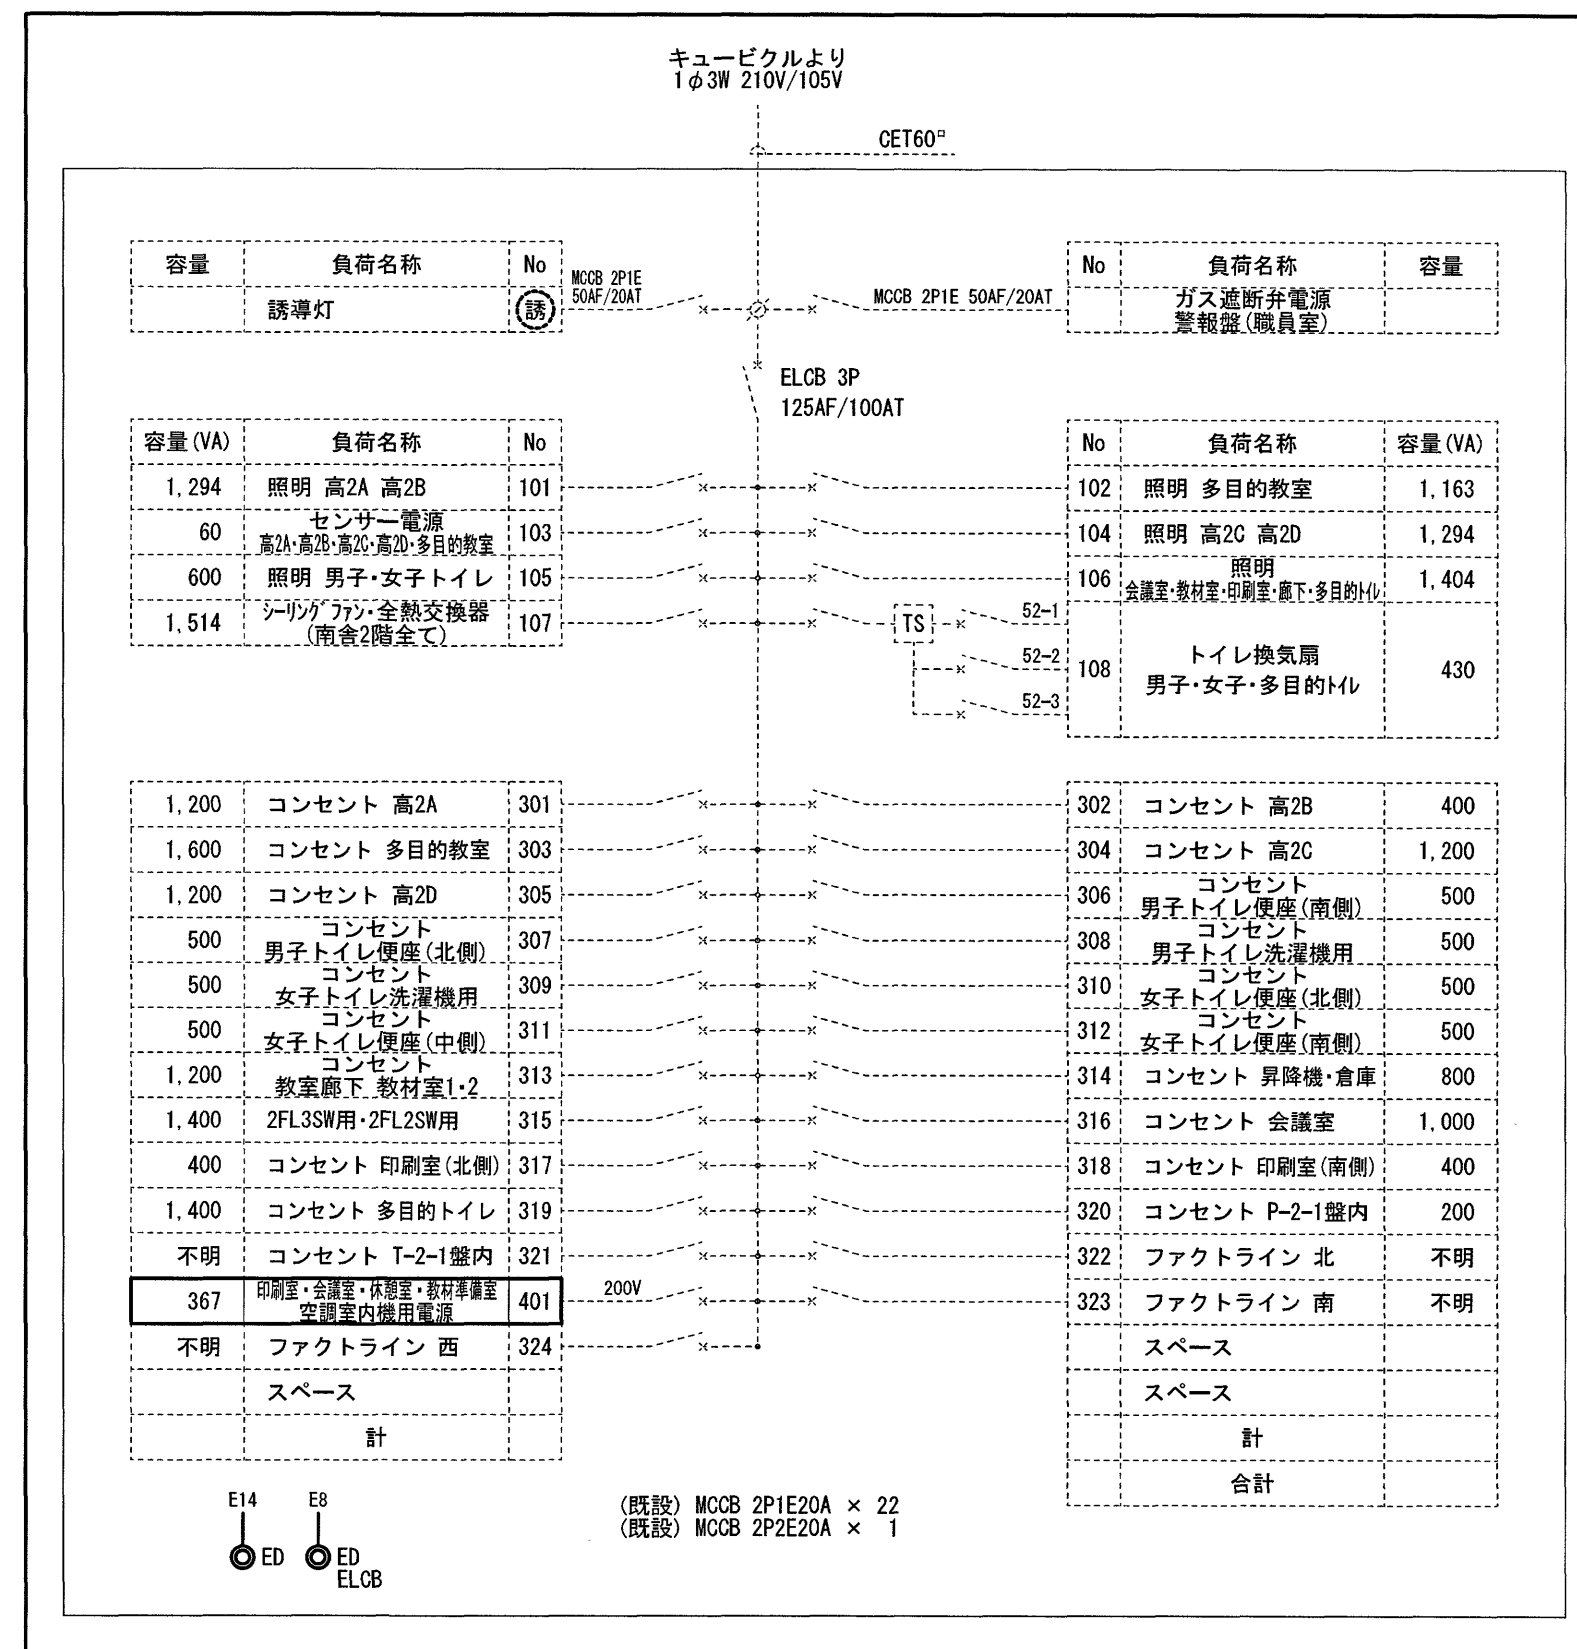 キュービクルより
1φ3W 210V/105V
CET60□
容量 負荷名称 No
誘導灯 誘
MCCB 2P1E
50AF/20AT
MCCB 2P1E 50AF/20AT
No 負荷名称 容量
ガス遮断弁電源
警報盤(職員室)
ELCB 3P
125AF/100AT
容量(VA) 負荷名称 No
No 負荷名称 容量(VA)
1,294 照明 高2A 高2B 101
102 照明 多目的教室 1,163
60 センサー電源 103
高2A・高2B・高2C・高2D・多目的教室
104 照明 高2C 高2D 1,294
600 照明 男子・女子トイレ 105
106 照明 1,404
会議室・教材室・印刷室・廊下・多目的ﾄｲﾚ
1,514 ｼｰﾘﾝｸﾞﾌｧﾝ・全熱交換器 107
(南舎2階全て)
TS
52-1
52-2
52-3
108 トイレ換気扇 430
男子・女子・多目的ﾄｲﾚ
1,200 コンセント 高2A 301
302 コンセント 高2B 400
1,600 コンセント 多目的教室 303
304 コンセント 高2C 1,200
1,200 コンセント 高2D 305
306 コンセント 500
男子トイレ便座(南側)
500 コンセント 307
男子トイレ便座(北側)
308 コンセント 500
男子トイレ洗濯機用
500 コンセント 309
女子トイレ洗濯機用
310 コンセント 500
女子トイレ便座(北側)
500 コンセント 311
女子トイレ便座(中側)
312 コンセント 500
女子トイレ便座(南側)
1,200 コンセント 313
教室廊下 教材室1・2
314 コンセント 昇降機・倉庫 800
1,400 2FL3SW用・2FL2SW用 315
316 コンセント 会議室 1,000
400 コンセント 印刷室(北側) 317
318 コンセント 印刷室(南側) 400
1,400 コンセント 多目的トイレ 319
320 コンセント P-2-1盤内 200
不明 コンセント T-2-1盤内 321
322 ファクトライン 北 不明
367 印刷室・会議室・休憩室・教材準備室 401
空調室内機用電源
200V
323 ファクトライン 南 不明
不明 ファクトライン 西 324
スペース
スペース
スペース
計
計
合計
E14 E8
ED ED
ELCB
(既設) MCCB 2P1E20A × 22
(既設) MCCB 2P2E20A × 1